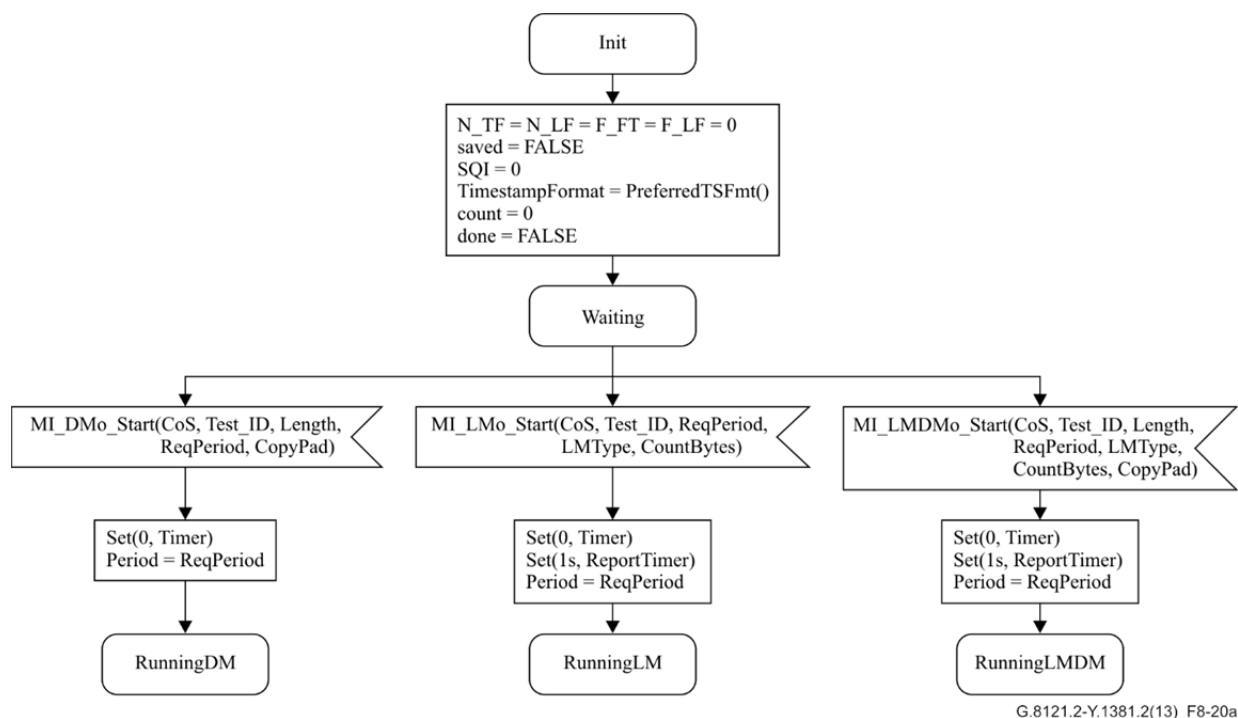 Init
N_TF = N_LF = F_FT = F_LF = 0
saved = FALSE
SQI = 0
TimestampFormat = PreferredTSFmt()
count = 0
done = FALSE
Waiting
MI_DMo_Start(CoS, Test_ID, Length,
ReqPeriod, CopyPad)
MI_LMo_Start(CoS, Test_ID, ReqPeriod,
LMType, CountBytes)
MI_LMDMo_Start(CoS, Test_ID, Length,
ReqPeriod, LMType,
CountBytes, CopyPad)
Set(0, Timer)
Period = ReqPeriod
Set(0, Timer)
Set(1s, ReportTimer)
Period = ReqPeriod
Set(0, Timer)
Set(1s, ReportTimer)
Period = ReqPeriod
RunningDM
RunningLM
RunningLMDM
G.8121.2-Y.1381.2(13)_F8-20a